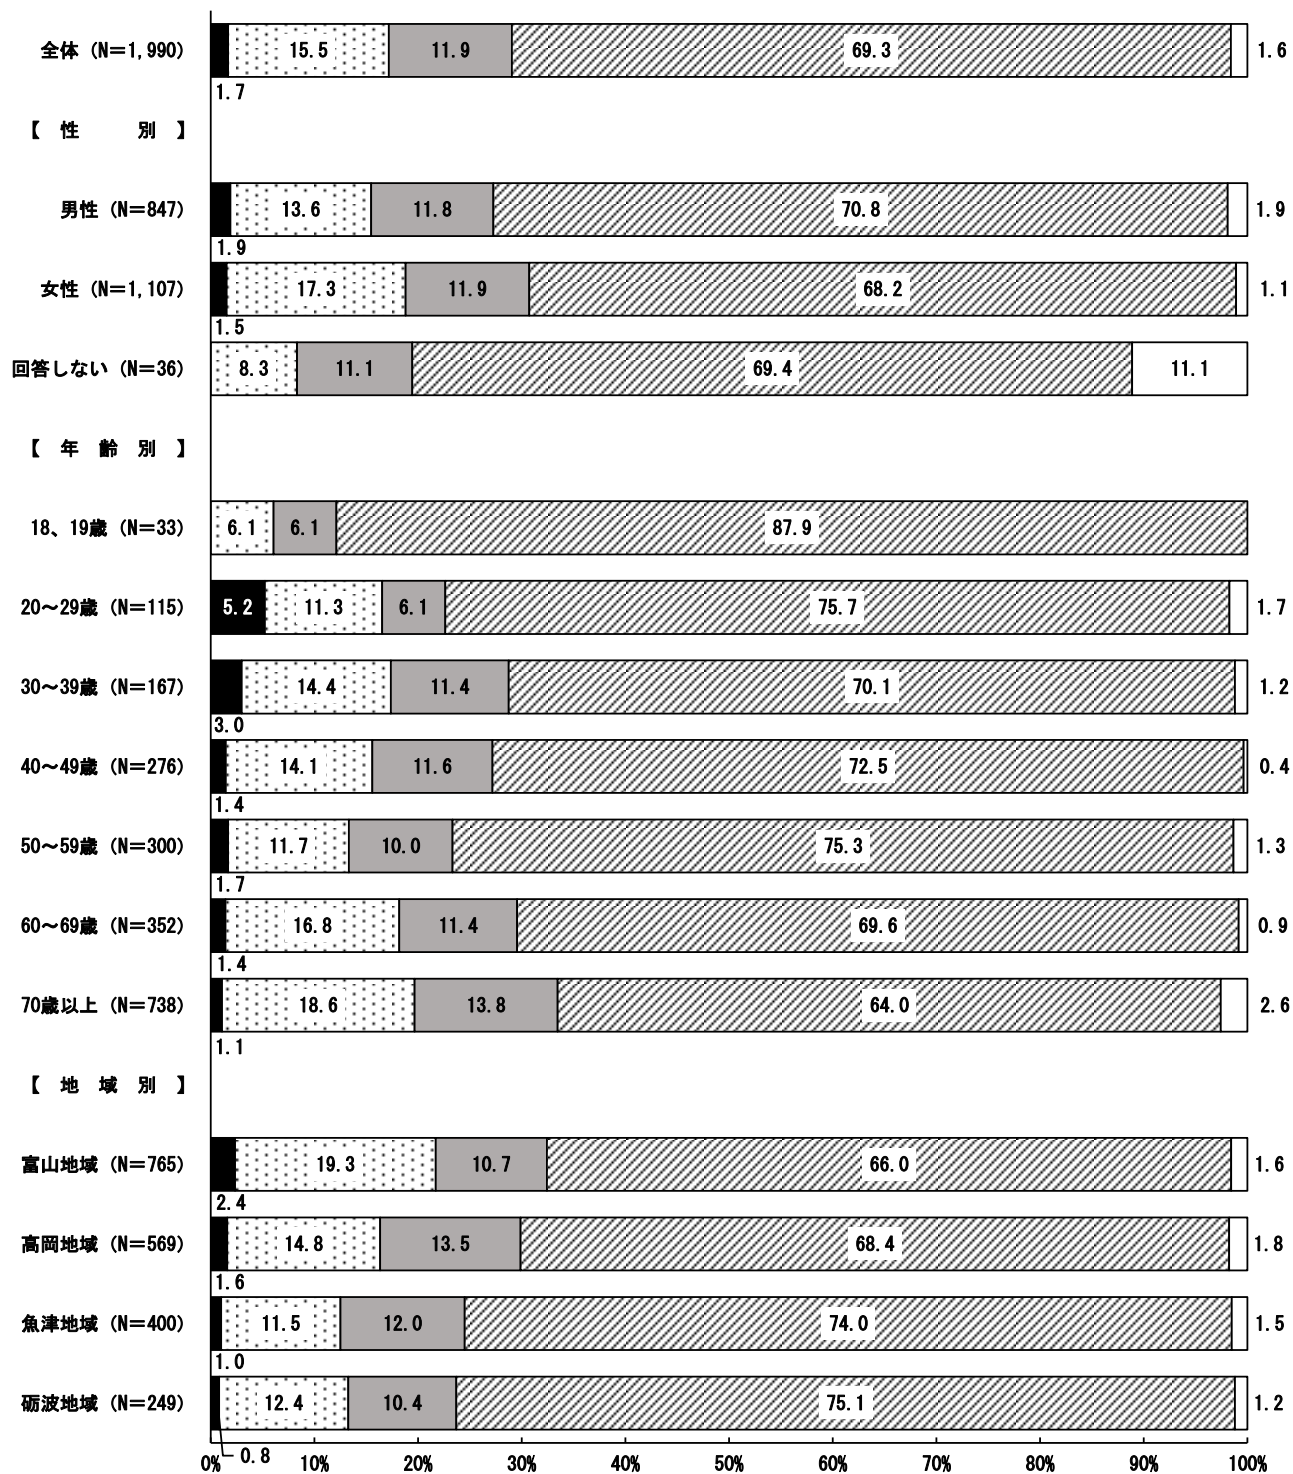 全体（N＝1,990） 15.5 11.9 69.3 1.6
1.7
【 性 別 】
男性（N＝847） 13.6 11.8 70.8 1.9
1.9
女性（N＝1,107） 17.3 11.9 68.2 1.1
1.5
回答しない（N＝36） 8.3 11.1 69.4 11.1
【 年 齢 別 】
18、19歳（N＝33） 6.1 6.1 87.9
20～29歳（N＝115） 5.2 11.3 6.1 75.7 1.7
30～39歳（N＝167） 14.4 11.4 70.1 1.2
3.0
40～49歳（N＝276） 14.1 11.6 72.5 0.4
1.4
50～59歳（N＝300） 11.7 10.0 75.3 1.3
1.7
60～69歳（N＝352） 16.8 11.4 69.6 0.9
1.4
70歳以上（N＝738） 18.6 13.8 64.0 2.6
1.1
【 地 域 別 】
富山地域（N＝765） 19.3 10.7 66.0 1.6
2.4
高岡地域（N＝569） 14.8 13.5 68.4 1.8
1.6
魚津地域（N＝400） 11.5 12.0 74.0 1.5
1.0
砺波地域（N＝249） 12.4 10.4 75.1 1.2
0.8
0% 10% 20% 30% 40% 50% 60% 70% 80% 90% 100%